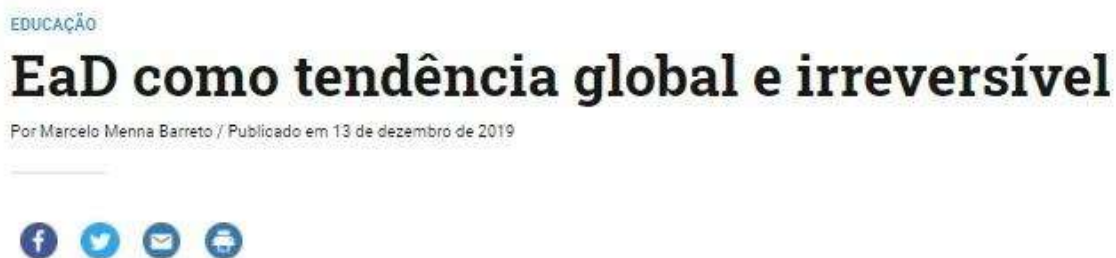 EDUCAÇÃO
EaD como tendência global e irreversível
Por Marcelo Menna Barreto / Publicado em 13 de dezembro de 2019